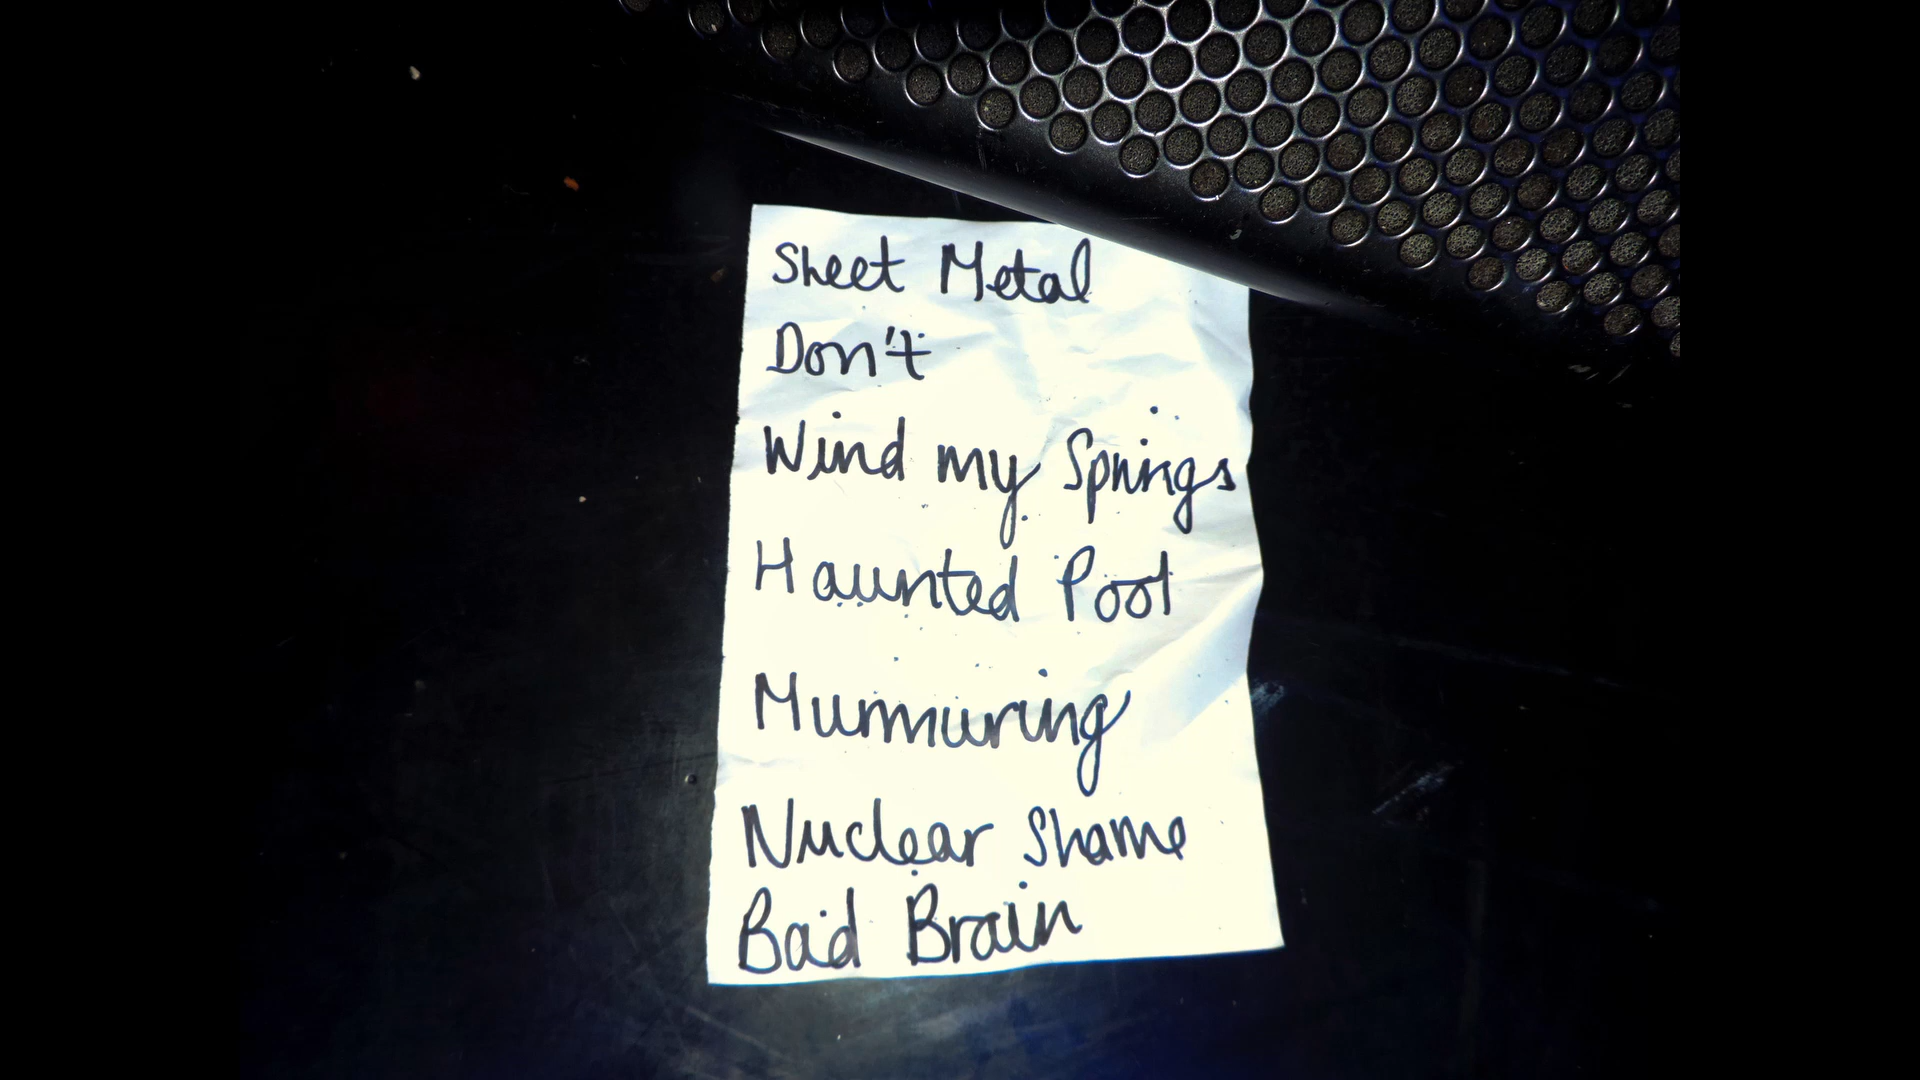 Sheet Metal
Don't
Wind my Springs
Haunted Pool
Murmuring
Nuclear Shame
Bad Brain